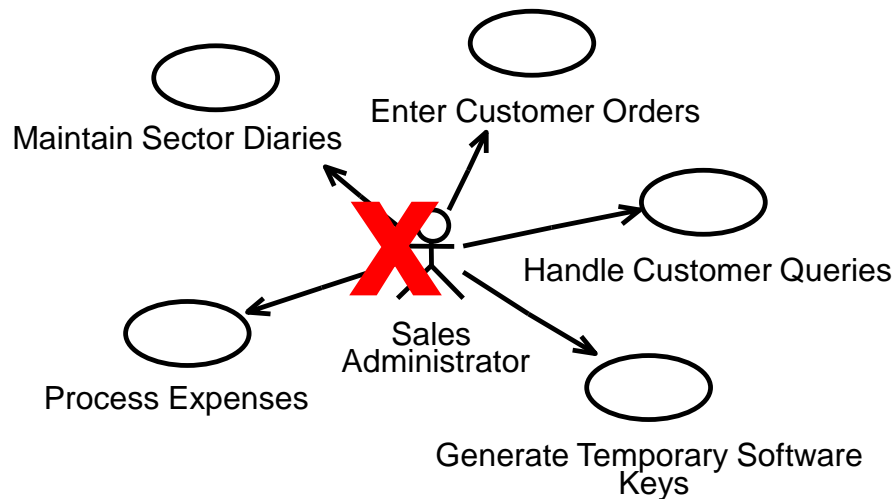 Enter Customer Orders
Maintain Sector Diaries
X
Handle Customer Queries
Sales
Administrator
Process Expenses
Generate Temporary Software
Keys